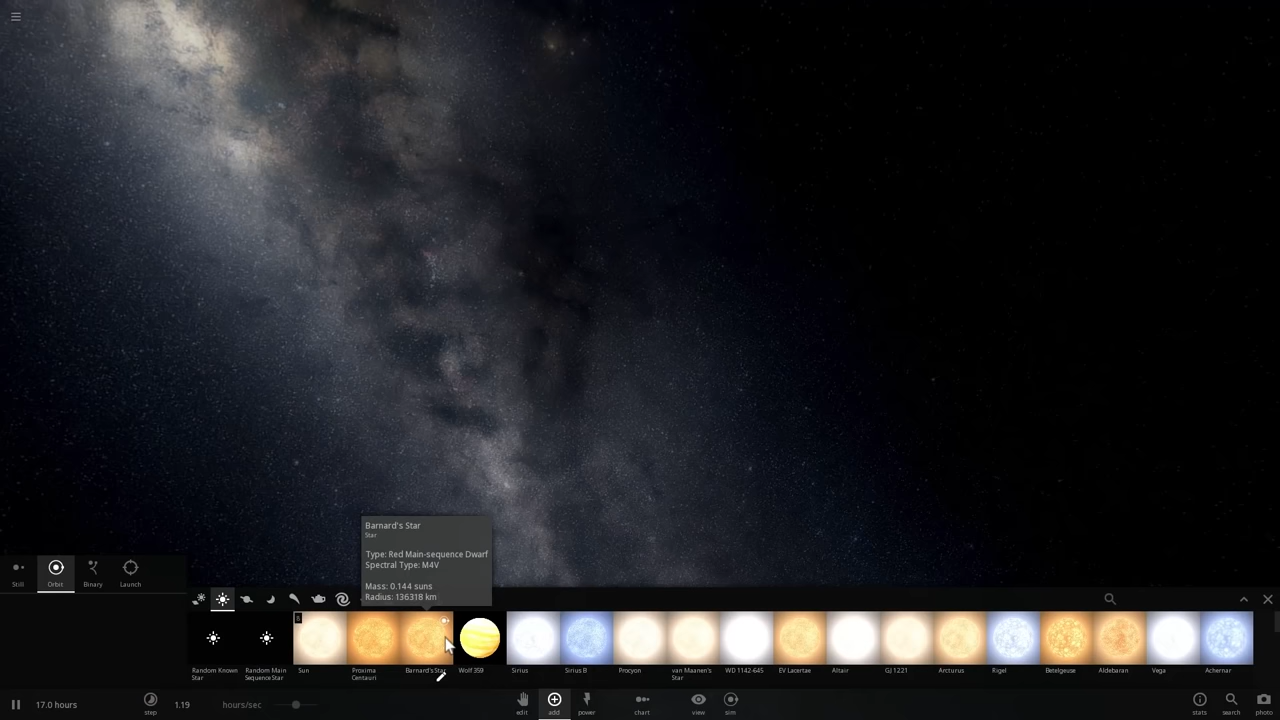 Barnard's Star
Star
Type: Red Main-sequence Dwarf
Spectral Type: M4V
Mass: 0.144 suns
Radius: 136318 km
Still
Orbit
Binary
Launch
Random Known
Star
Random Main
Sequence Star
Sun
Proxima
Centauri
Barnard's Star
Wolf 359
Sirius
Sirius B
Procyon
van Maanen's
Star
WD 1142-645
EV Lacertae
Altair
GJ 1221
Arcturus
Rigel
Betelgeuse
Aldebaran
Vega
Achernar
17.0 hours
step
1.19
hours/sec
edit
add
power
chart
view
sim
stats
search
photo